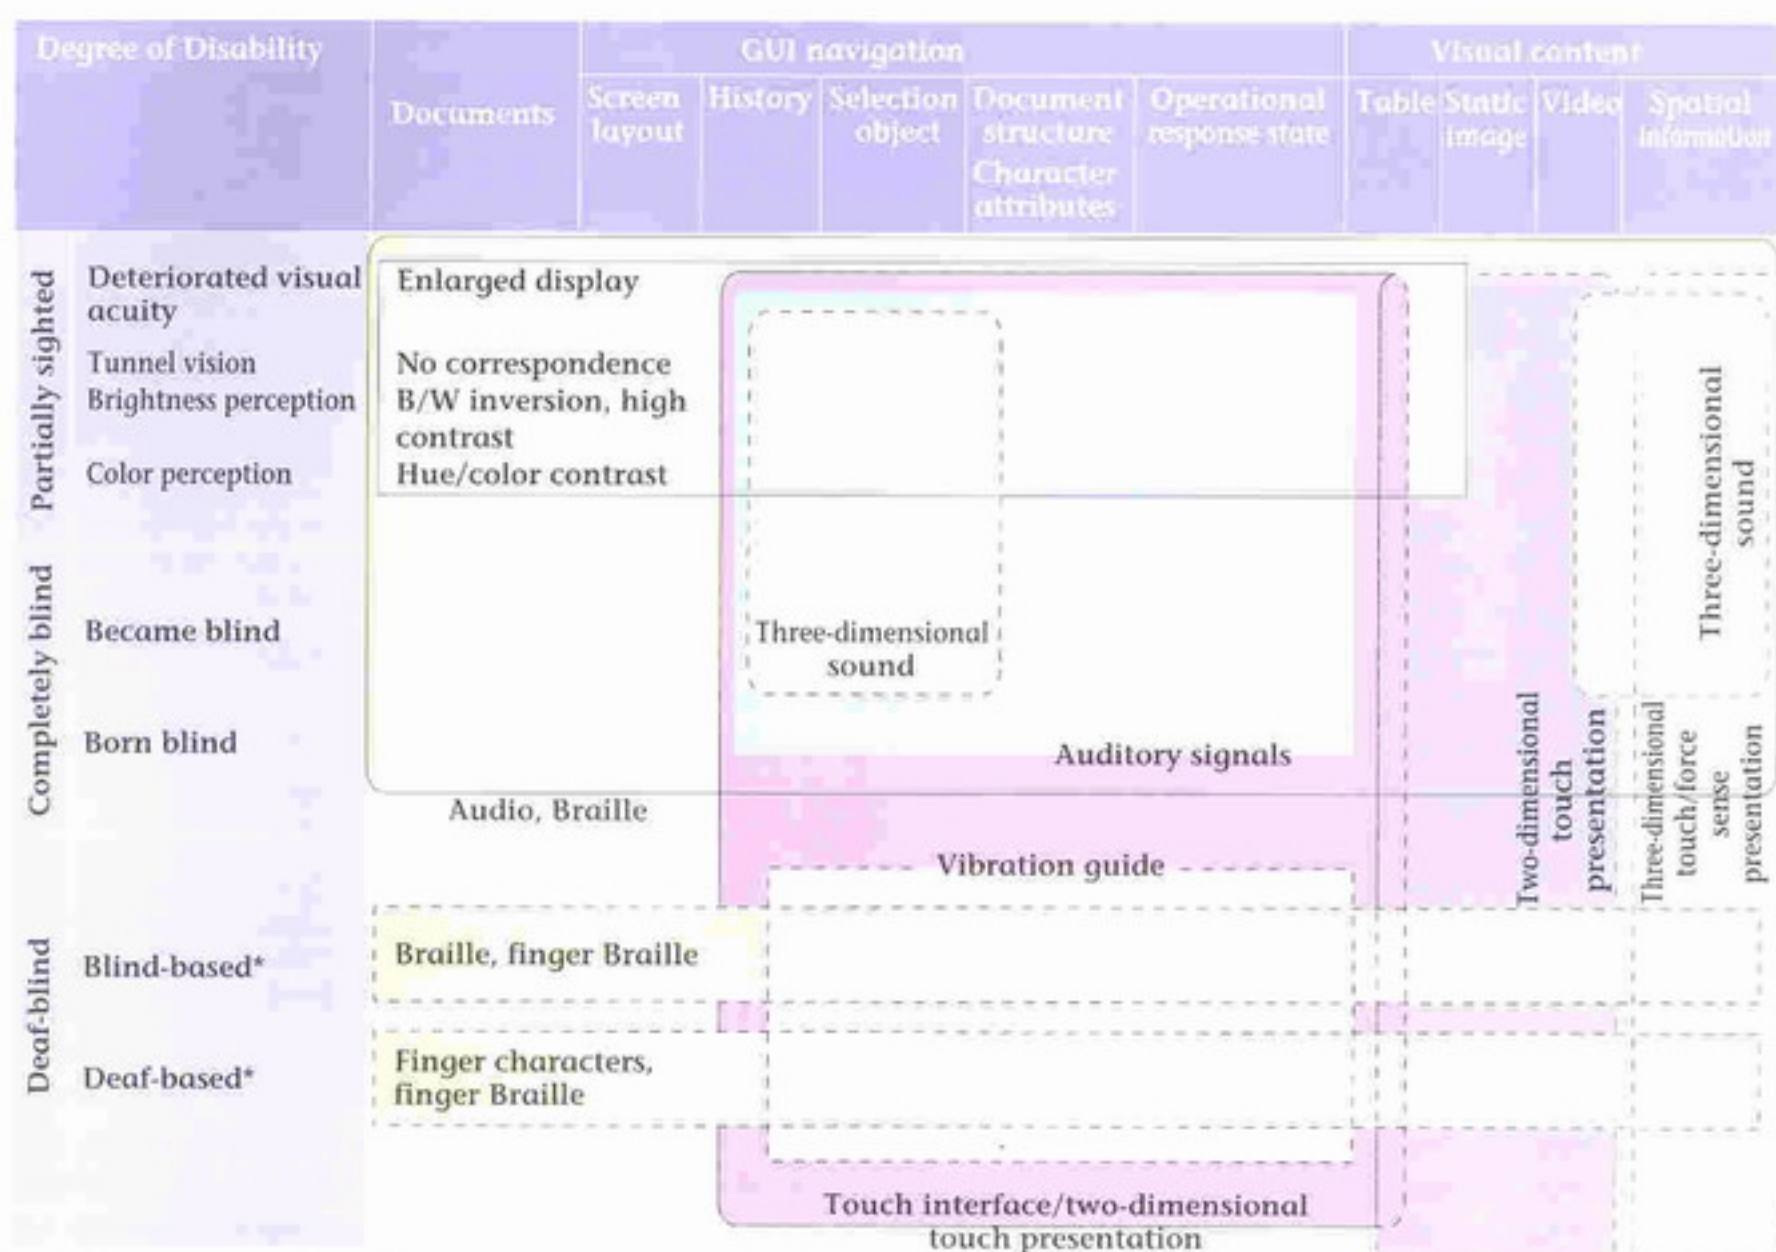 Degree of Disability
GUI navigation
Visual content
Documents
Screen
layout
History
Selection
object
Document
structure
Character
attributes
Operational
response state
Table
Static
image
Video
Spatial
information
Partially sighted
Deteriorated visual
acuity
Enlarged display
Tunnel vision
No correspondence
Brightness perception
B/W inversion, high
contrast
Color perception
Hue/color contrast
Three-dimensional
sound
Completely blind
Became blind
Three-dimensional
sound
Born blind
Auditory signals
Audio, Braille
Two-dimensional
touch
presentation
Three-dimensional
touch/force
sense
presentation
Vibration guide
Deaf-blind
Blind-based*
Braille, finger Braille
Deaf-based*
Finger characters,
finger Braille
Touch interface/two-dimensional
touch presentation